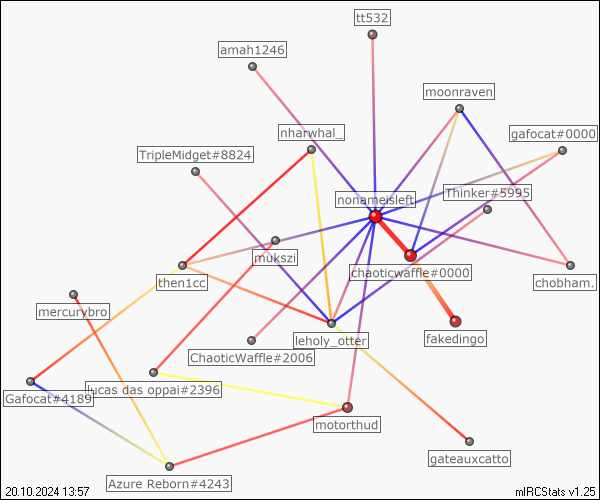 tt532
amah1246
moonraven
nharwhal_
gafocat#0000
TripleMidget#8824
nonameisleft
Thinker#5995
mukszi
chaoticwaffle#0000
then1cc
chobham.
mercurybro
leholy_otter
fakedingo
ChaoticWaffle#2006
Gafocat#4189
lucas das oppai#2396
motorthud
gateauxcatto
Azure Reborn#4243
20.10.2024 13:57
mIRCStats v1.25